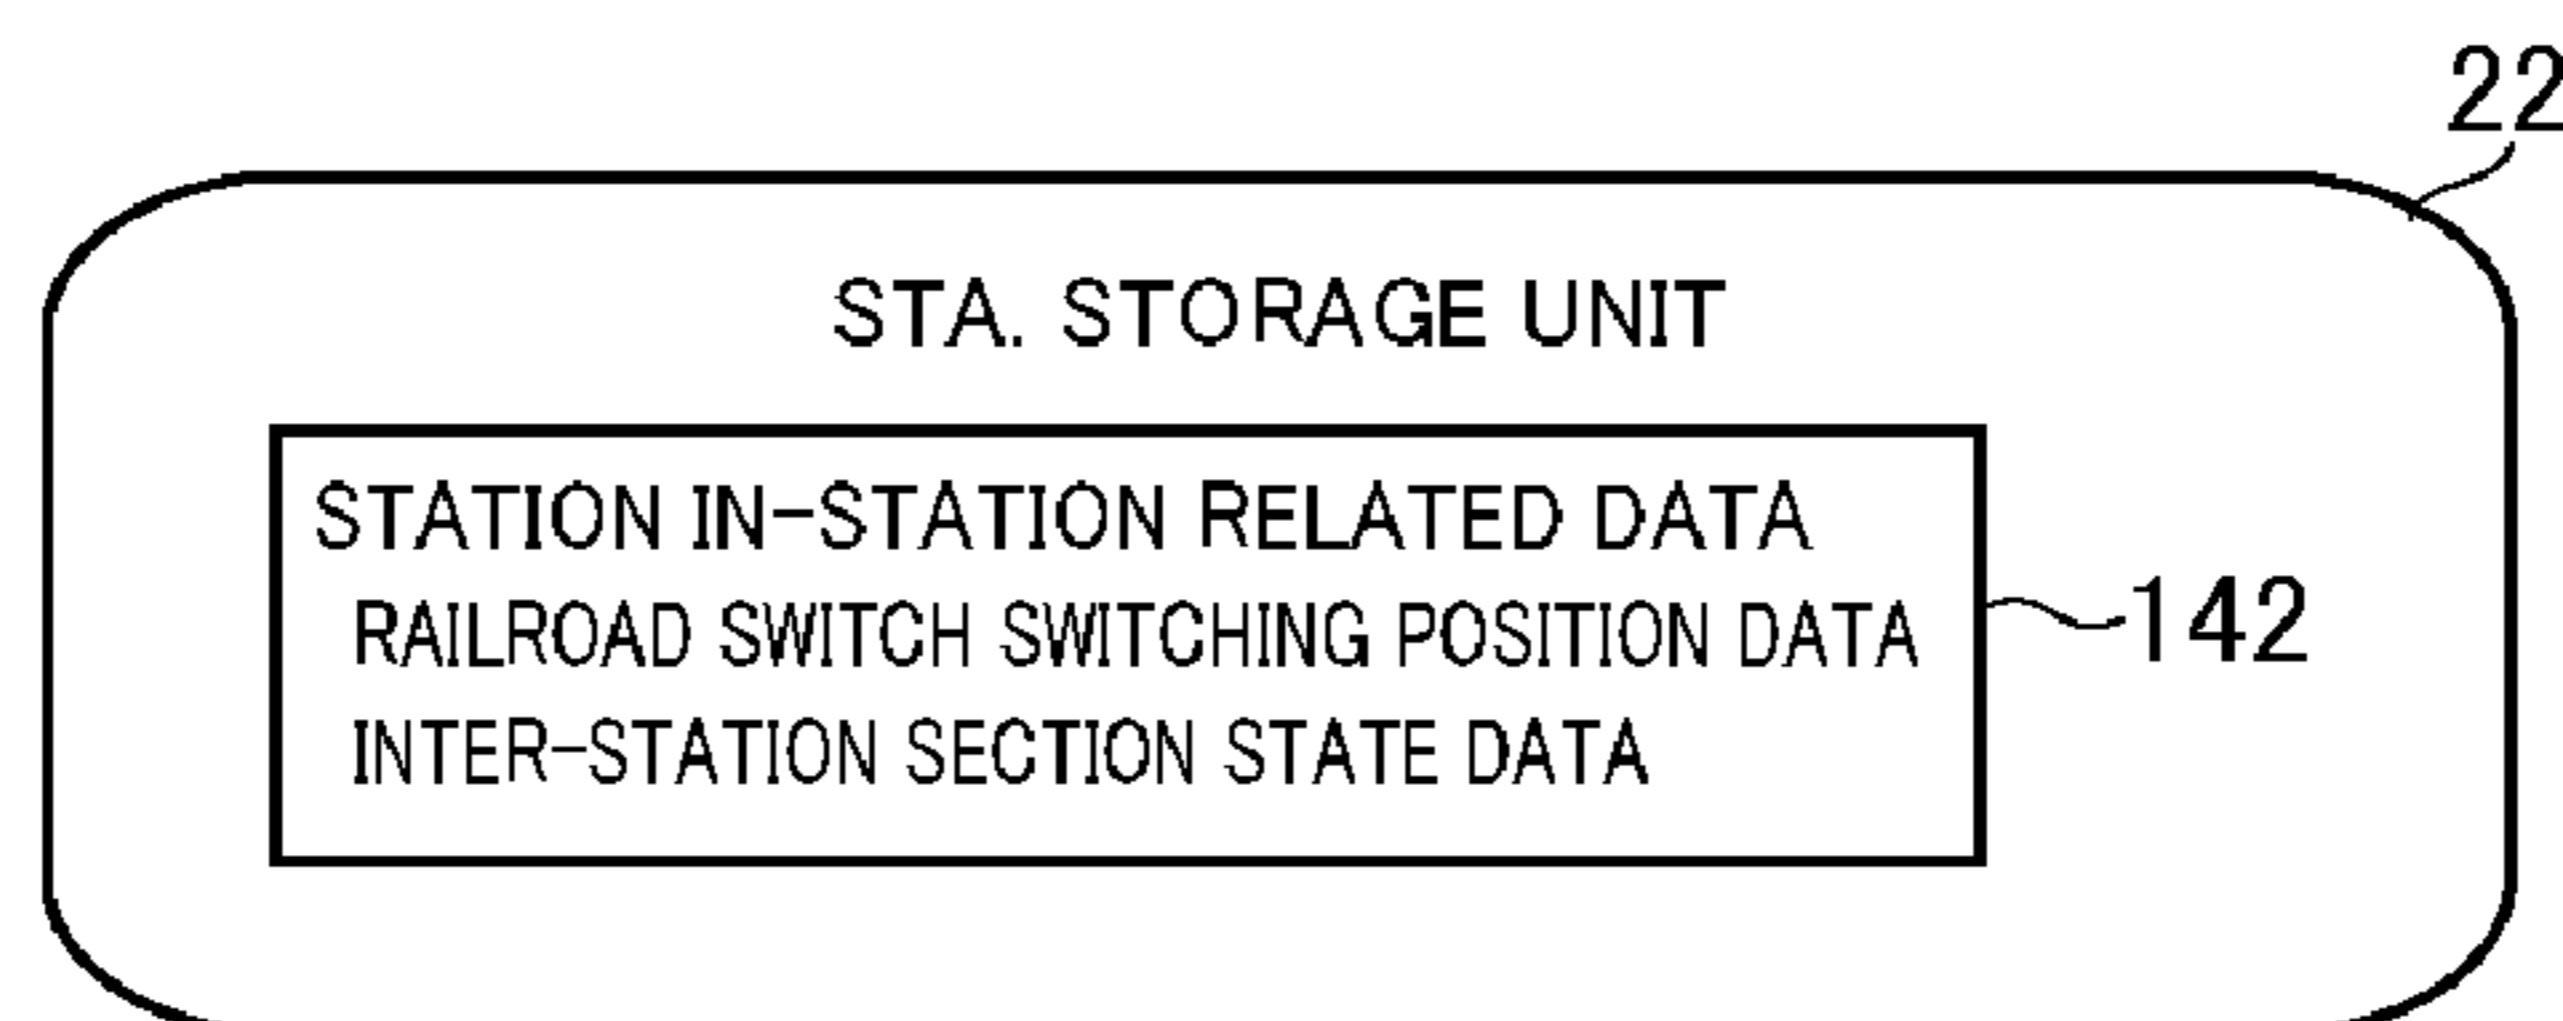 22
STA. STORAGE UNIT
STATION IN-STATION RELATED DATA
RAILROAD SWITCH SWITCHING POSITION DATA
142
INTER-STATION SECTION STATE DATA